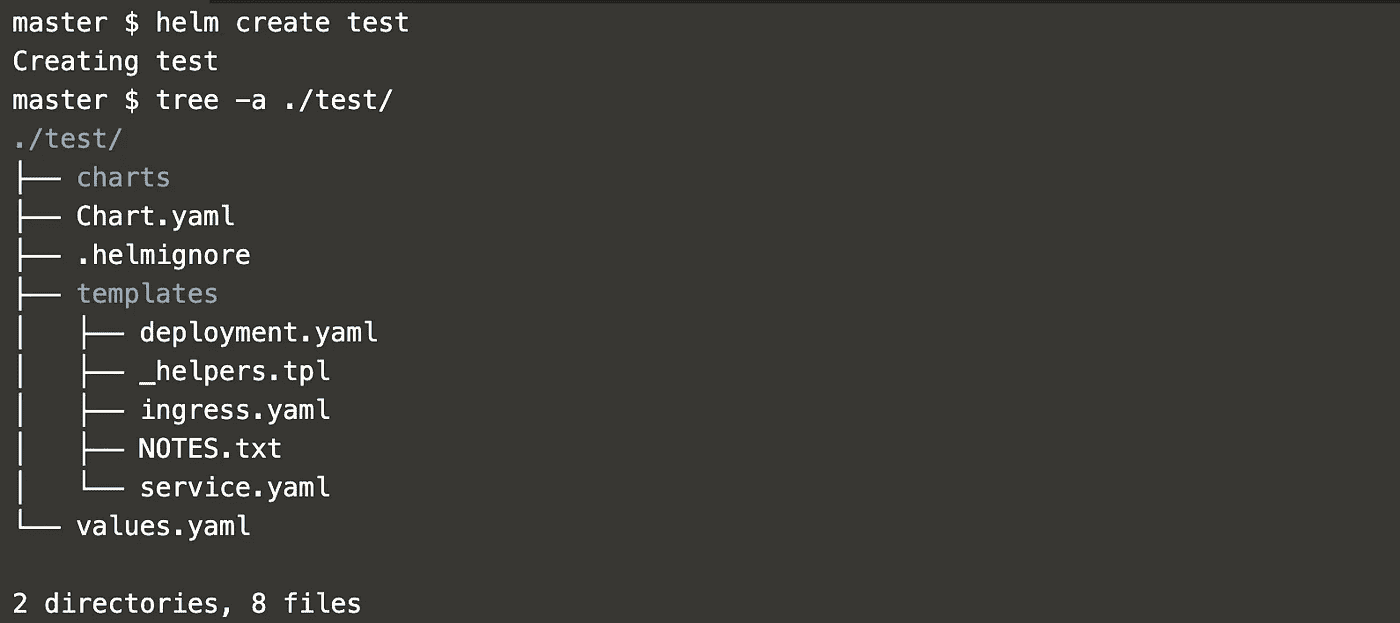 master $ helm create test
Creating test
master $ tree -a ./test/
./test/
├── charts
├── Chart.yaml
├── .helmignore
├── templates
│   ├── deployment.yaml
│   ├── _helpers.tpl
│   ├── ingress.yaml
│   ├── NOTES.txt
│   └── service.yaml
└── values.yaml

2 directories, 8 files